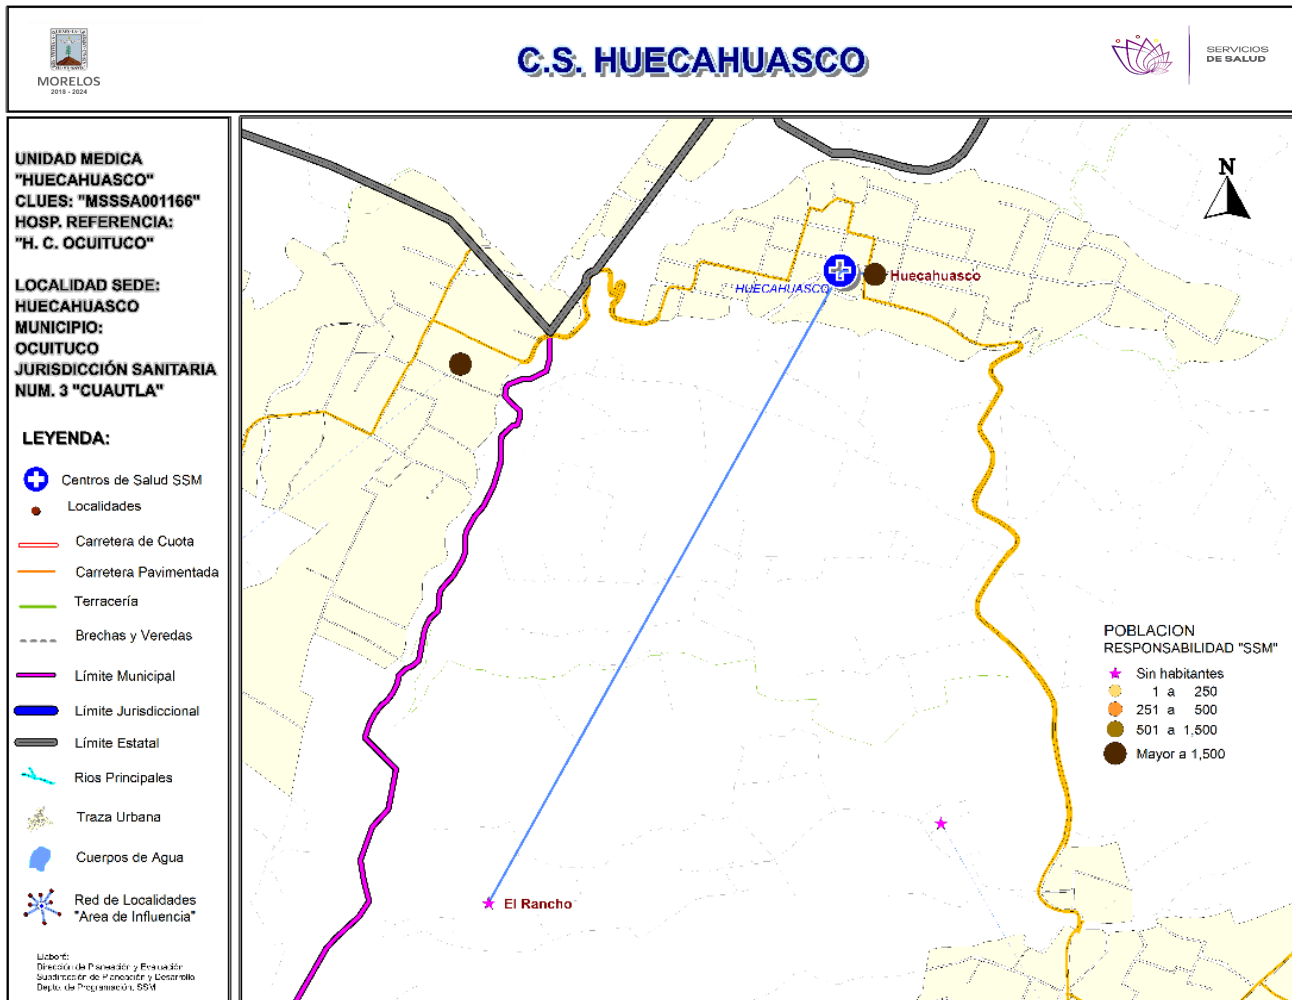 MORELOS
2018 - 2024
C.S. HUECAHUASCO
SERVICIOS
DE SALUD
UNIDAD MEDICA
"HUECAHUASCO"
CLUES: "MSSSA001166"
HOSP. REFERENCIA:
"H. C. OCUITUCO"
LOCALIDAD SEDE:
HUECAHUASCO
MUNICIPIO:
OCUITUCO
JURISDICCIÓN SANITARIA
NUM. 3 "CUAUTLA"
LEYENDA:
Centros de Salud SSM
Localidades
Carretera de Cuota
Carretera Pavimentada
Terracería
Brechas y Veredas
Límite Municipal
Límite Jurisdiccional
Límite Estatal
Rios Principales
Traza Urbana
Cuerpos de Agua
Red de Localidades
"Area de Influencia"
Elaboró:
Dirección de Planeación y Evaluación
Subdirección de Planeación y Desarrollo
Depto. de Programación, SSM
N
HUECAHUASCO
Huecahuasco
El Rancho
POBLACION
RESPONSABILIDAD "SSM"
Sin habitantes
1 a 250
251 a 500
501 a 1,500
Mayor a 1,500